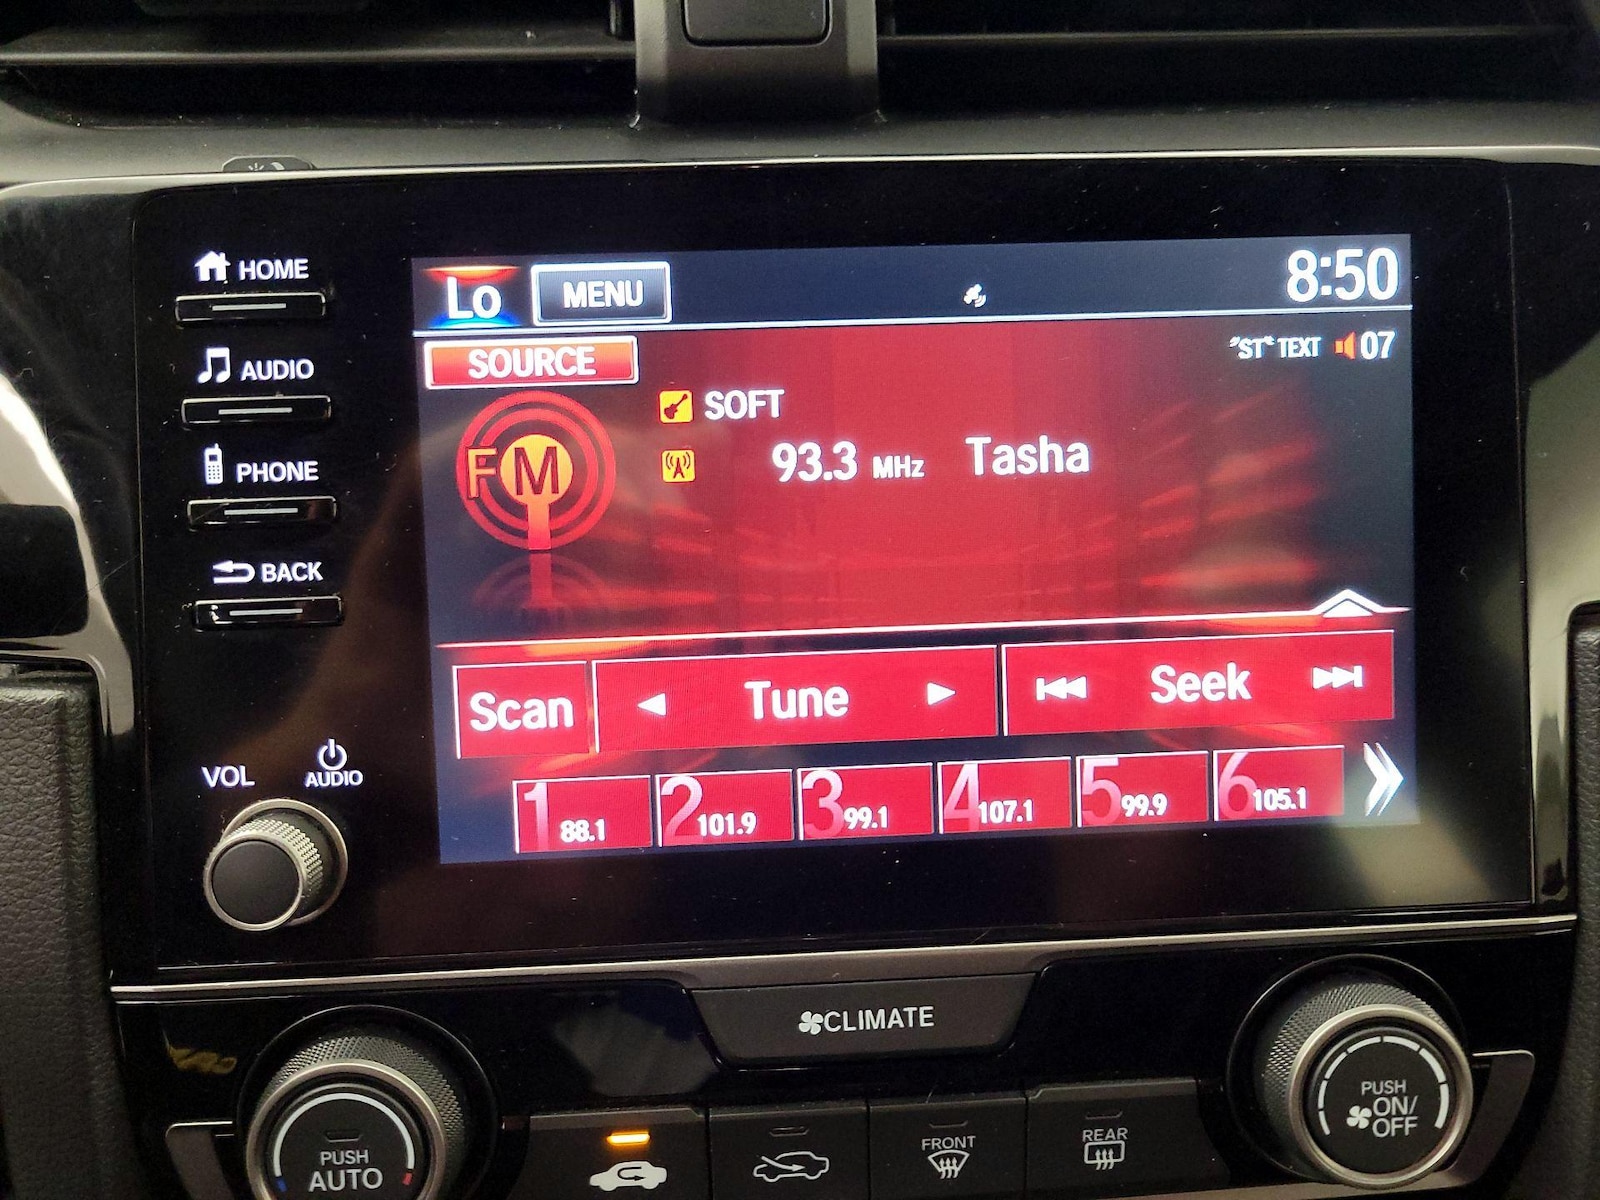 HOME
Lo MENU 8:50
SOURCE "ST" TEXT 07
AUDIO
SOFT
FM 93.3 MHz Tasha
PHONE
BACK
Scan Tune Seek
VOL AUDIO
1 88.1 2 101.9 3 99.1 4 107.1 5 99.9 6 105.1
CLIMATE
PUSH
AUTO
FRONT
REAR
PUSH
ON/
OFF